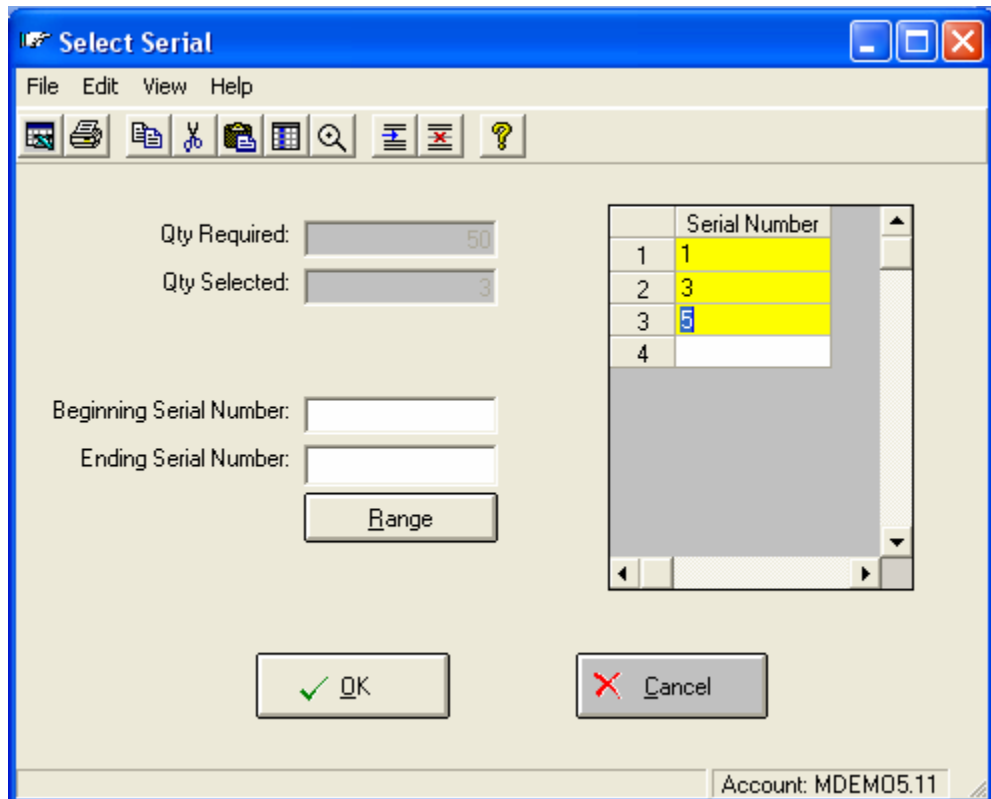 Select Serial
File Edit View Help
Qty Required: 50
Qty Selected: 3
Beginning Serial Number:
Ending Serial Number:
Range
Serial Number
1 1
2 3
3 5
4
OK
Cancel
Account: MDEMO5.11